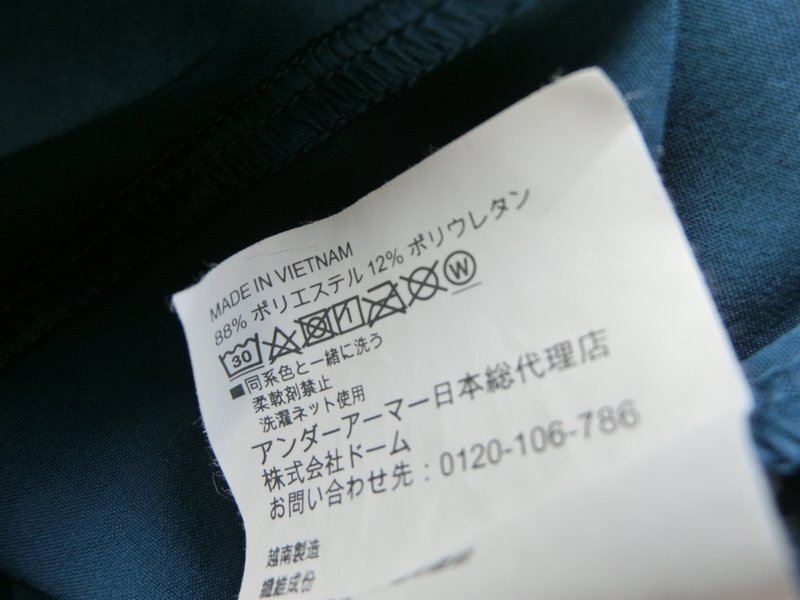 MADE IN VIETNAM
88% ポリエステル 12% ポリウレタン
30 W
■同系色と一緒に洗う
柔軟剤禁止
洗濯ネット使用
アンダーアーマー日本総代理店
株式会社ドーム
お問い合わせ先：0120-106-786
越南製造
纖維成份